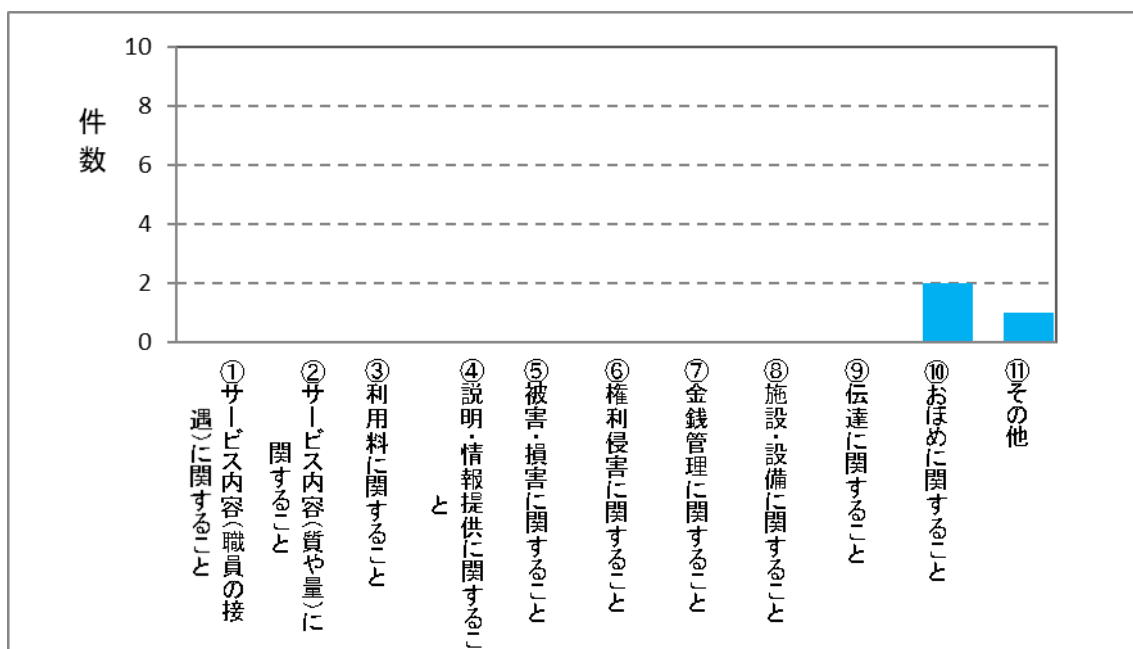 件数
10
8
6
4
2
0
①サービス内容(職員の接
遇)に関すること
②サービス内容(質や量)に
関すること
③利用料に関すること
④説明・情報提供に関するこ
と
⑤被害・損害に関すること
⑥権利侵害に関すること
⑦金銭管理に関すること
⑧施設・設備に関すること
⑨伝達に関すること
⑩おほめに関すること
⑪その他